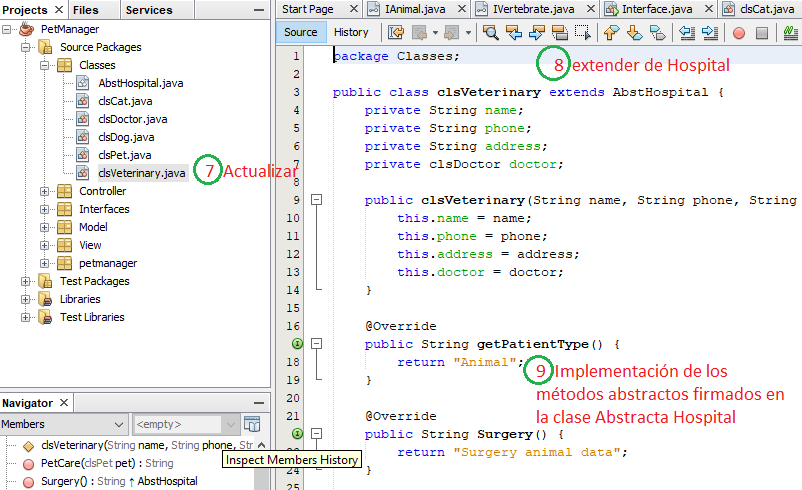 Projects Files Services
PetManager
Source Packages
Classes
AbstHospital.java
clsCat.java
clsDoctor.java
clsDog.java
clsPet.java
clsVeterinary.java
7 Actualizar
Controller
Interfaces
Model
View
petmanager
Test Packages
Libraries
Test Libraries
Navigator
Members <empty>
clsVeterinary(String name, String phone, Str
PetCare(clsPet pet) : String
Inspect Members History
Surgery() : String ↑ AbstHospital
Start Page IAnimal.java IVertebrate.java Interface.java clsCat.java
Source History
1 package Classes;
8 extender de Hospital
2
3 public class clsVeterinary extends AbstHospital {
4 private String name;
5 private String phone;
6 private String address;
7 private clsDoctor doctor;
8
9 public clsVeterinary(String name, String phone, String
10 this.name = name;
11 this.phone = phone;
12 this.address = address;
13 this.doctor = doctor;
14 }
15
16 @Override
public String getPatientType() {
18 return "Animal";
9 Implementación de los
métodos abstractos firmados en
la clase Abstracta Hospital
19 }
20
21 @Override
public String Surgery() {
return "Surgery animal data";
24 }
25